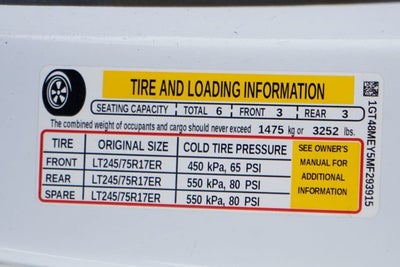 TIRE AND LOADING INFORMATION
SEATING CAPACITY TOTAL 6 FRONT 3 REAR 3
The combined weight of occupants and cargo should never exceed 1475 kg or 3252 lbs.
TIRE ORIGINAL SIZE COLD TIRE PRESSURE
FRONT LT245/75R17ER 450 kPa, 65 PSI
REAR LT245/75R17ER 550 kPa, 80 PSI
SPARE LT245/75R17ER 550 kPa, 80 PSI
SEE OWNER'S
MANUAL FOR
ADDITIONAL
INFORMATION
1GT48MEY5MF293915